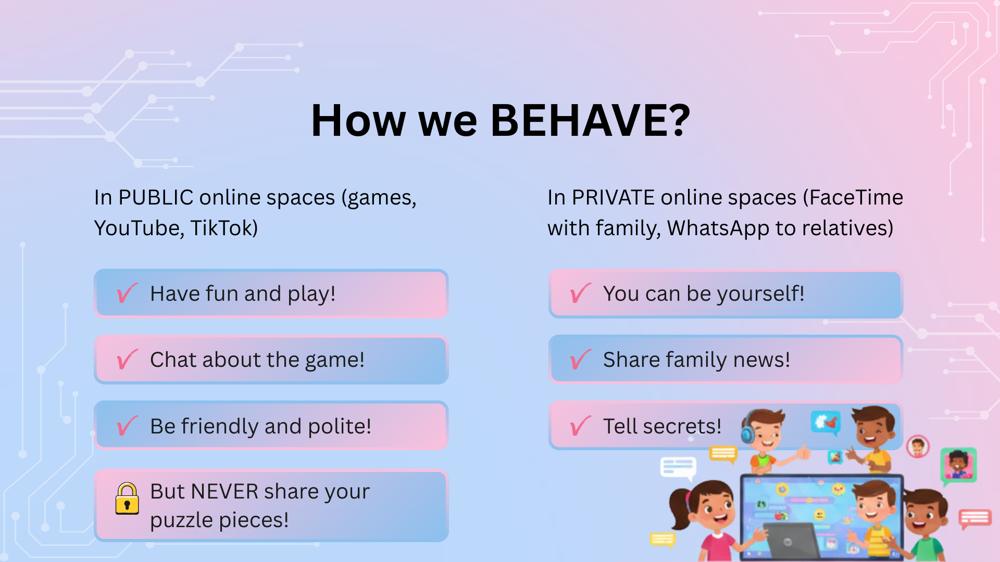 How we BEHAVE?
In PUBLIC online spaces (games,
YouTube, TikTok)
Have fun and play!
Chat about the game!
Be friendly and polite!
But NEVER share your
puzzle pieces!
In PRIVATE online spaces (FaceTime
with family, WhatsApp to relatives)
You can be yourself!
Share family news!
Tell secrets!